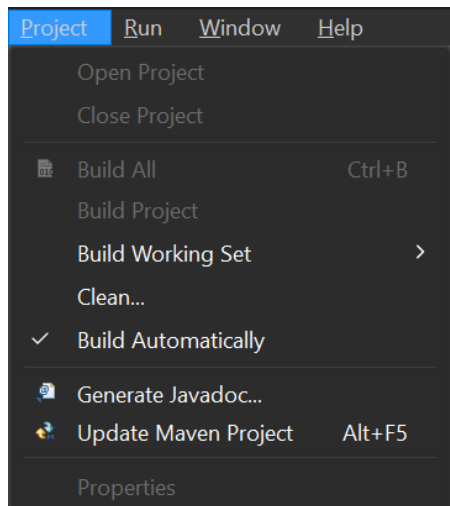 Project Run Window Help
Open Project
Close Project
Build All Ctrl+B
Build Project
Build Working Set
Clean...
Build Automatically
Generate Javadoc...
Update Maven Project Alt+F5
Properties